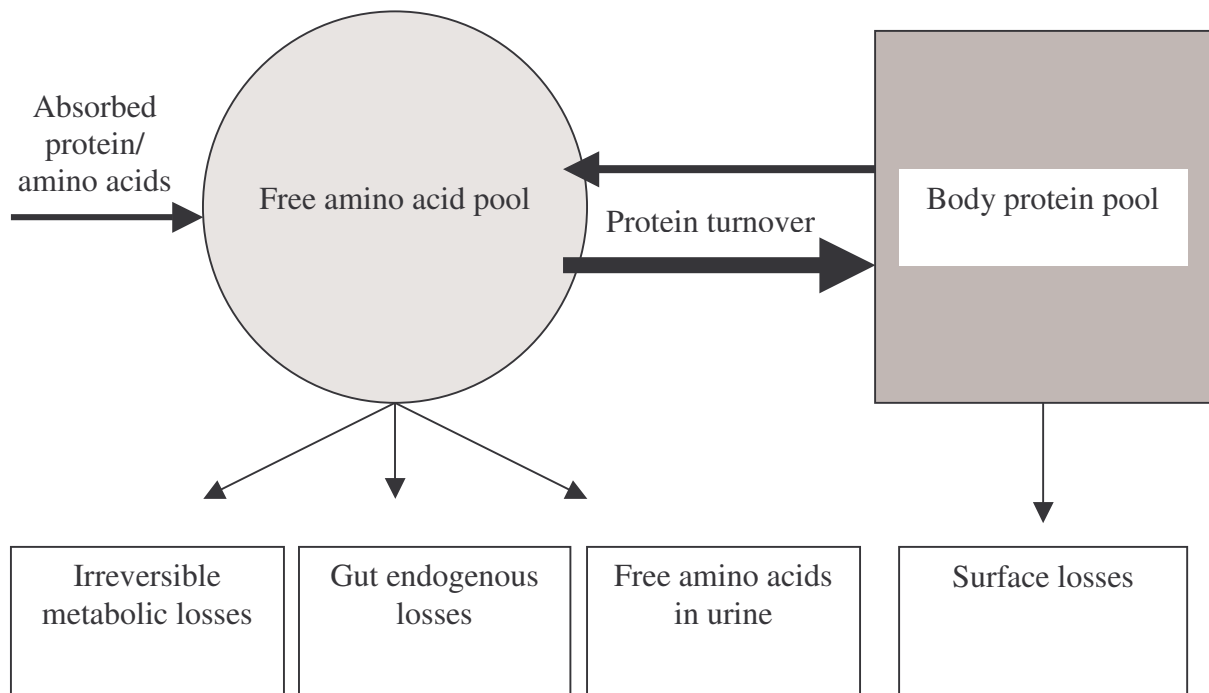 Absorbed
protein/
amino acids
Free amino acid pool
Protein turnover
Body protein pool
Irreversible
metabolic losses
Gut endogenous
losses
Free amino acids
in urine
Surface losses